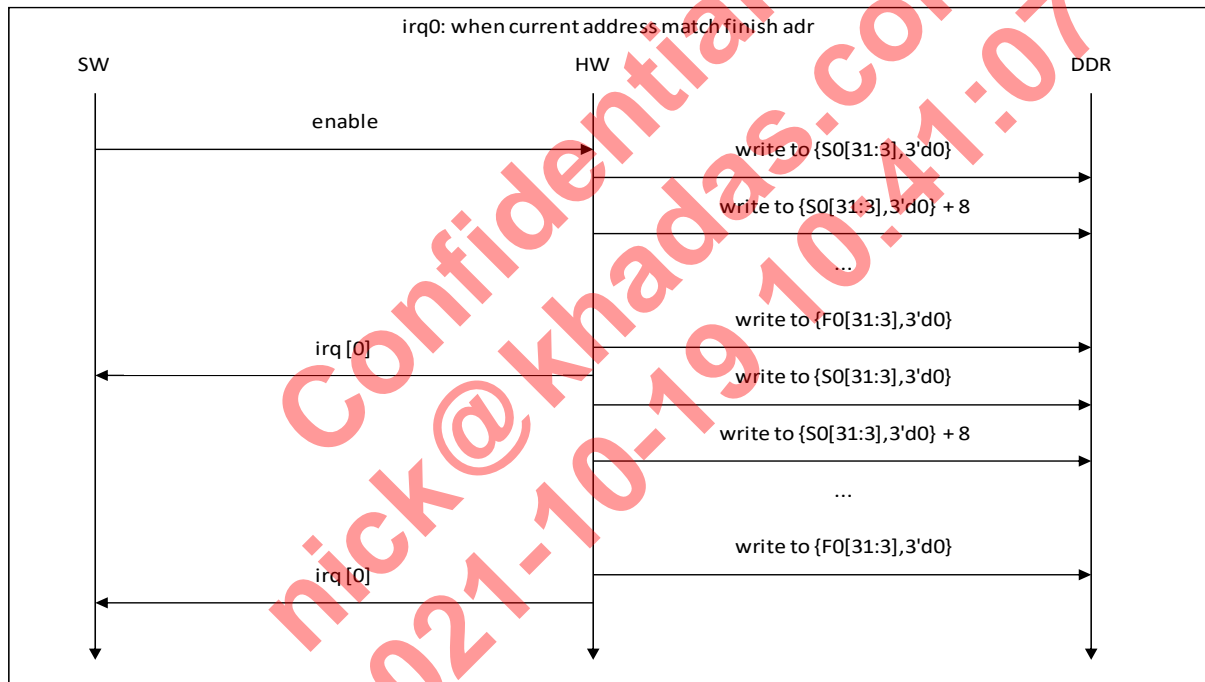 irq0: when current address match finish adr
SW HW DDR
enable
write to {S0[31:3],3'd0}
write to {S0[31:3],3'd0} + 8
...
write to {F0[31:3],3'd0}
irq [0]
write to {S0[31:3],3'd0}
write to {S0[31:3],3'd0} + 8
...
write to {F0[31:3],3'd0}
irq [0]
Confidential
nick@khadas.com
021-10-19 10:41:07